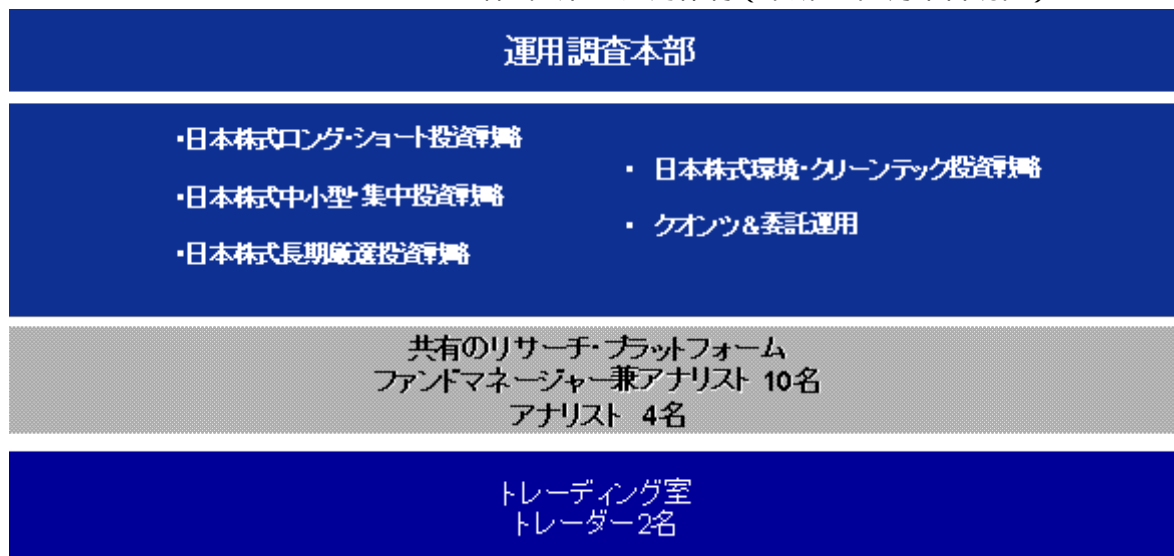 運用調査本部
・日本株式ロング・ショート投資戦略
・日本株式中小型・集中投資戦略
・日本株式長期厳選投資戦略
・ 日本株式環境・クリーンテック投資戦略
・ クオンツ&委託運用
共有のリサーチ・プラットフォーム
ファンドマネージャー兼アナリスト 10名
アナリスト 4名
トレーディング室
トレーダー2名